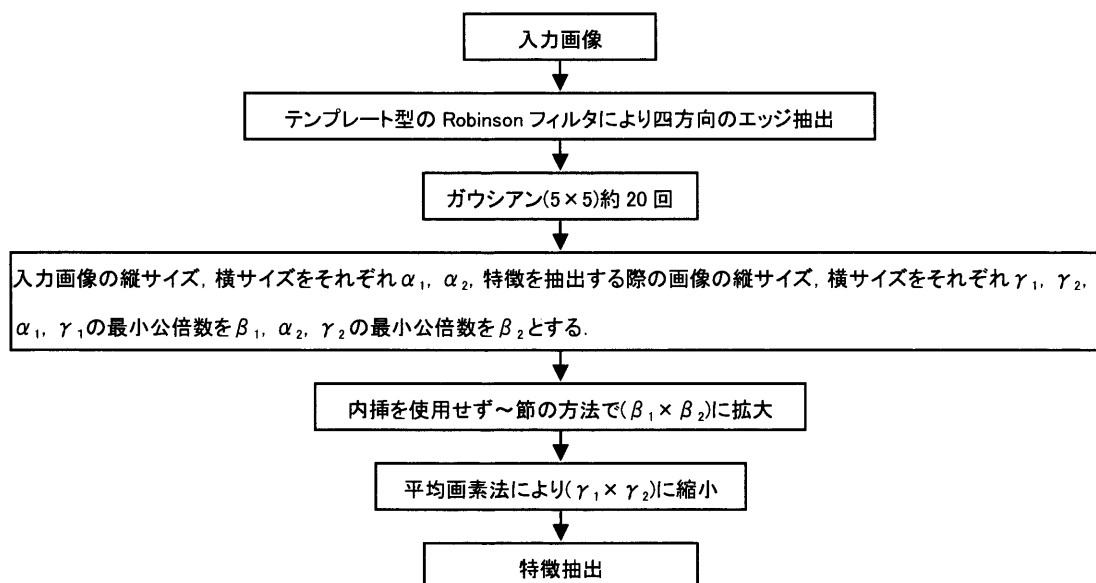 入力画像
テンプレート型の Robinson フィルタにより四方向のエッジ抽出
ガウシアン(5×5)約 20 回
入力画像の縦サイズ, 横サイズをそれぞれα₁, α₂, 特徴を抽出する際の画像の縦サイズ, 横サイズをそれぞれγ₁, γ₂,
α₁, γ₁の最小公倍数をβ₁, α₂, γ₂の最小公倍数をβ₂とする.
内挿を使用せず～節の方法で(β₁×β₂)に拡大
平均画素法により(γ₁×γ₂)に縮小
特徴抽出